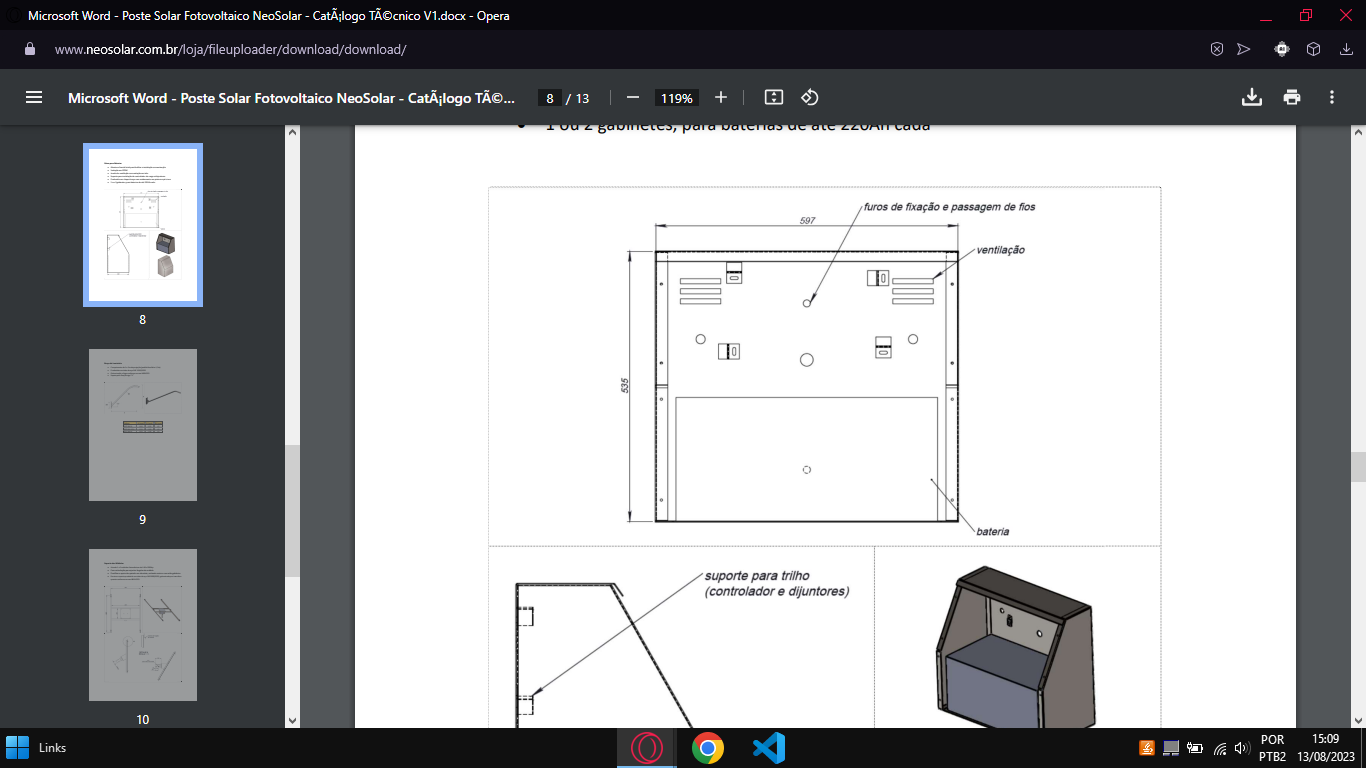 Microsoft Word - Poste Solar Fotovoltaico NeoSolar - CatÃ¡logo TÃ©cnico V1.docx - Opera
www.neosolar.com.br/loja/fileuploader/download/download/
Microsoft Word - Poste Solar Fotovoltaico NeoSolar - CatÃ¡logo TÃ©...
8 / 13
119%
8
9
10
1 ou 2 gabinetes, para baterias de até 220Ah cada
furos de fixação e passagem de fios
597
ventilação
535
bateria
suporte para trilho
(controlador e dijuntores)
Links
POR
PTB2
15:09
13/08/2023